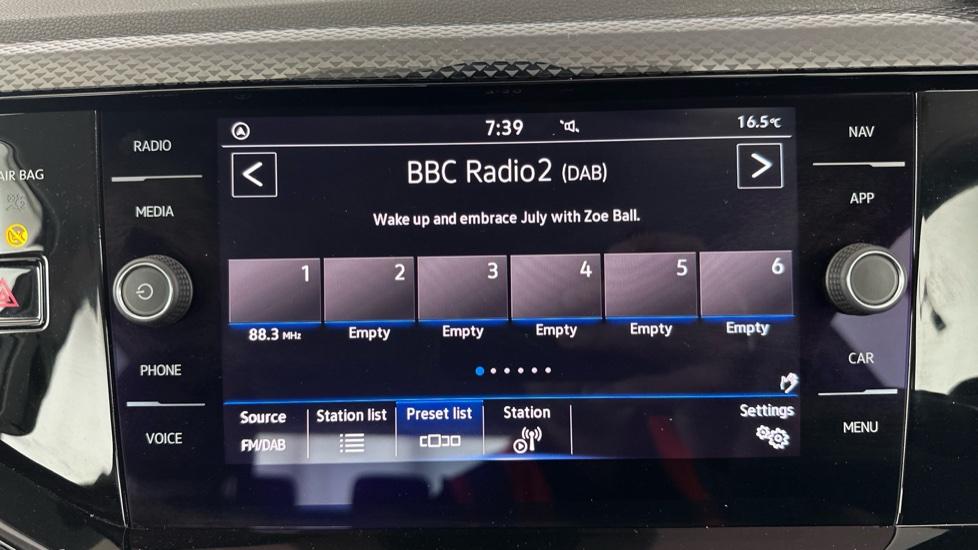 7:39 16.5°C
RADIO NAV
BBC Radio2 (DAB)
AIR BAG
MEDIA APP
Wake up and embrace July with Zoe Ball.
1 2 3 4 5 6
88.3 MHz Empty Empty Empty Empty Empty
PHONE CAR
Source Station list Preset list Station Settings
FM/DAB
VOICE MENU